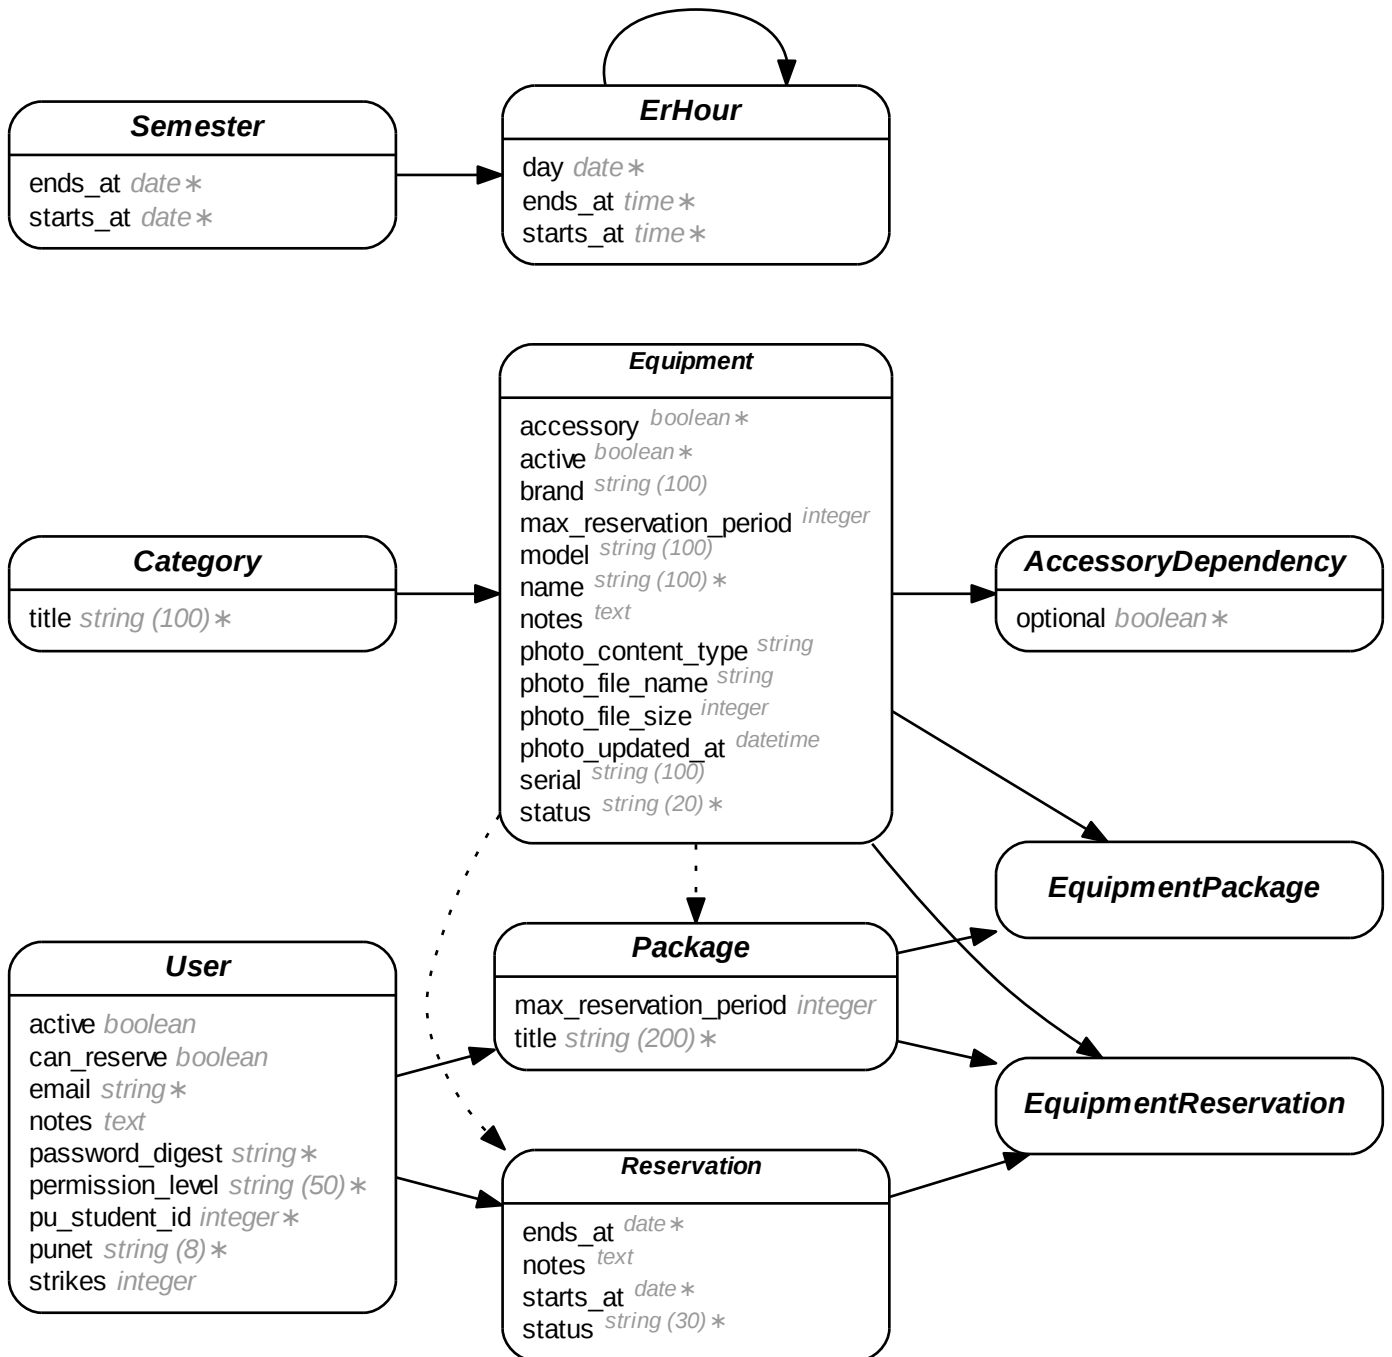 Semester
ends_at date∗
starts_at date∗
ErHour
day date∗
ends_at time∗
starts_at time∗
Equipment
accessory boolean∗
active boolean∗
brand string (100)
max_reservation_period integer
model string (100)
name string (100)∗
notes text
photo_content_type string
photo_file_name string
photo_file_size integer
photo_updated_at datetime
serial string (100)
status string (20)∗
Category
title string (100)∗
AccessoryDependency
optional boolean∗
EquipmentPackage
User
active boolean
can_reserve boolean
email string∗
notes text
password_digest string∗
permission_level string (50)∗
pu_student_id integer∗
punet string (8)∗
strikes integer
Package
max_reservation_period integer
title string (200)∗
EquipmentReservation
Reservation
ends_at date∗
notes text
starts_at date∗
status string (30)∗